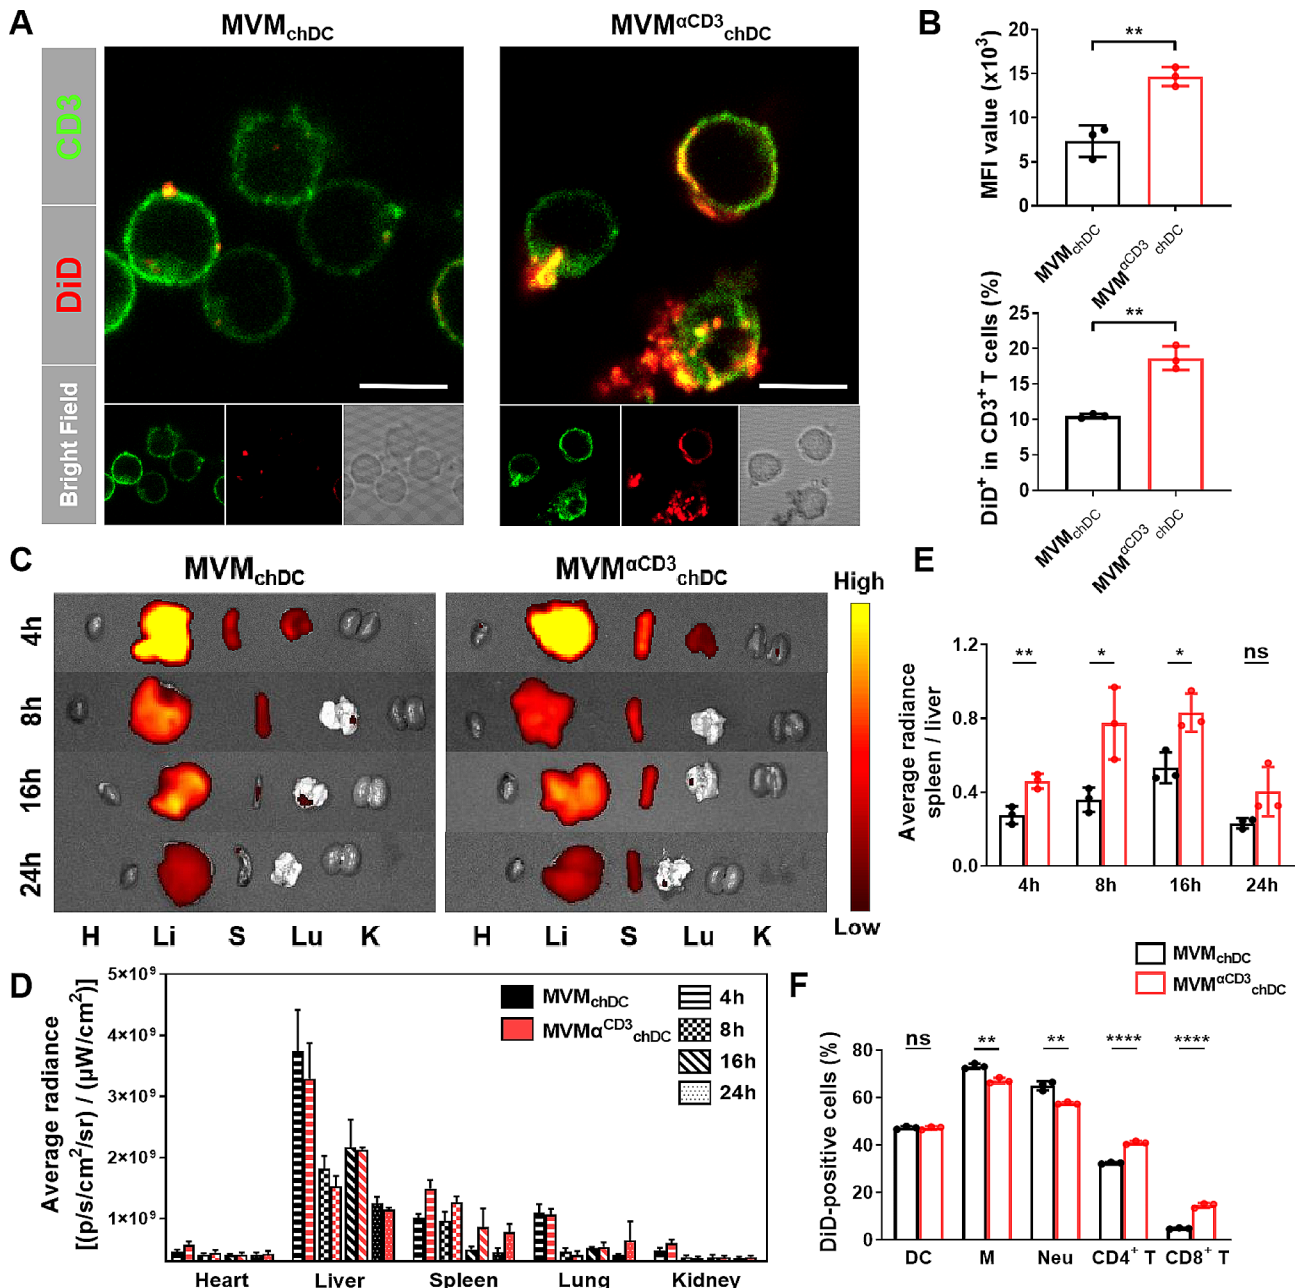 A
MVMchDC
MVMαCD3chDC
CD3
DiD
Bright Field
B
MFI value (x10³)
20
15
10
5
0
**
MVMchDC
MVMαCD3chDC
DiD⁺ in CD3⁺ T cells (%)
25
20
15
10
5
0
**
MVMchDC
MVMαCD3chDC
C
MVMchDC
MVMαCD3chDC
High
Low
4h
8h
16h
24h
H Li S Lu K
H Li S Lu K
E
Average radiance
spleen / liver
1.2
0.8
0.4
0.0
** * * ns
4h 8h 16h 24h
MVMchDC
MVMαCD3chDC
D
Average radiance
[(p/s/cm²/sr) / (μW/cm²)]
5×10⁹
4×10⁹
3×10⁹
2×10⁹
1×10⁹
MVMchDC
MVMαCD3chDC
4h
8h
16h
24h
Heart Liver Spleen Lung Kidney
F
DiD-positive cells (%)
80
60
40
20
0
ns ** ** **** ****
DC M Neu CD4⁺ T CD8⁺ T